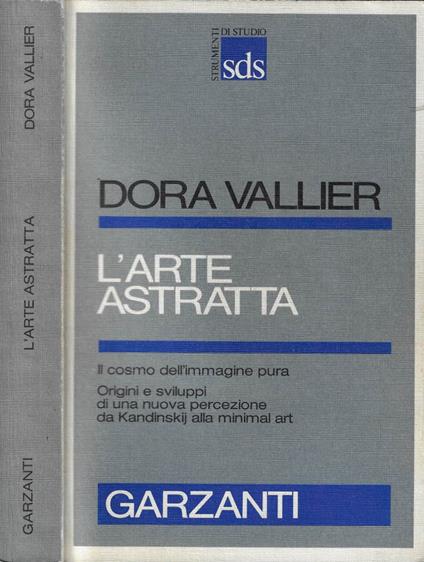 DORA VALLIER
L'ARTE ASTRATTA
GARZANTI
STRUMENTI
DI STUDIO
sds
DORA VALLIER
L'ARTE
ASTRATTA
Il cosmo dell'immagine pura
Origini e sviluppi
di una nuova percezione
da Kandinskij alla minimal art
GARZANTI